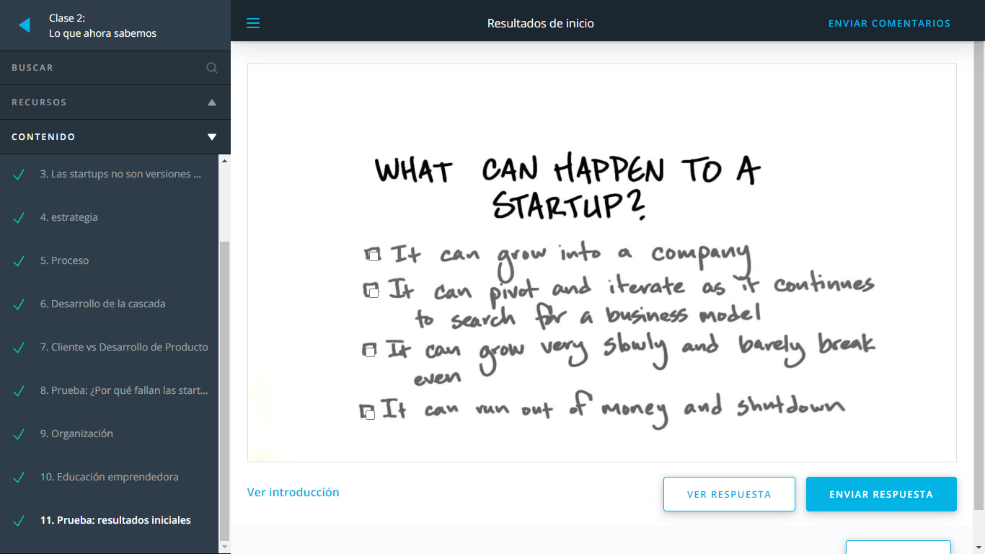 Clase 2:
Lo que ahora sabemos
BUSCAR
RECURSOS
CONTENIDO
3. Las startups no son versiones ...
4. estrategia
5. Proceso
6. Desarrollo de la cascada
7. Cliente vs Desarrollo de Producto
8. Prueba: ¿Por qué fallan las start...
9. Organización
10. Educación emprendedora
11. Prueba: resultados iniciales
Resultados de inicio
ENVIAR COMENTARIOS
WHAT CAN HAPPEN TO A
STARTUP?
It can grow into a company
It can pivot and iterate as it continues
to search for a business model
It can grow very slowly and barely break
even
It can run out of money and shutdown
Ver introducción
VER RESPUESTA
ENVIAR RESPUESTA